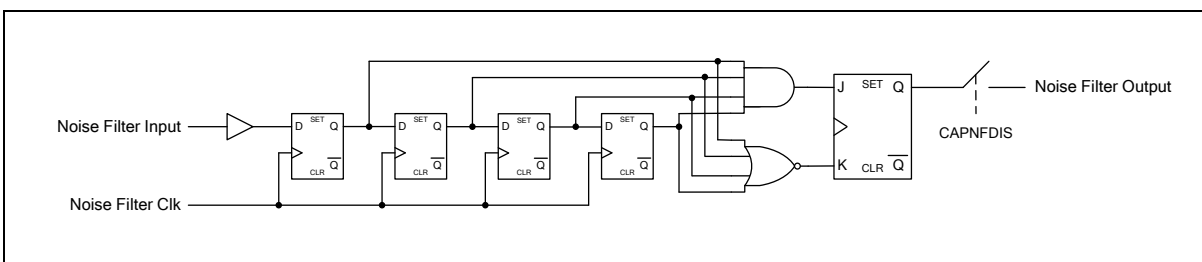 Noise Filter Input
Noise Filter Clk
D SET Q
CLR Q
D SET Q
CLR Q
D SET Q
CLR Q
D SET Q
CLR Q
J SET Q
K CLR Q
CAPNFDIS
Noise Filter Output